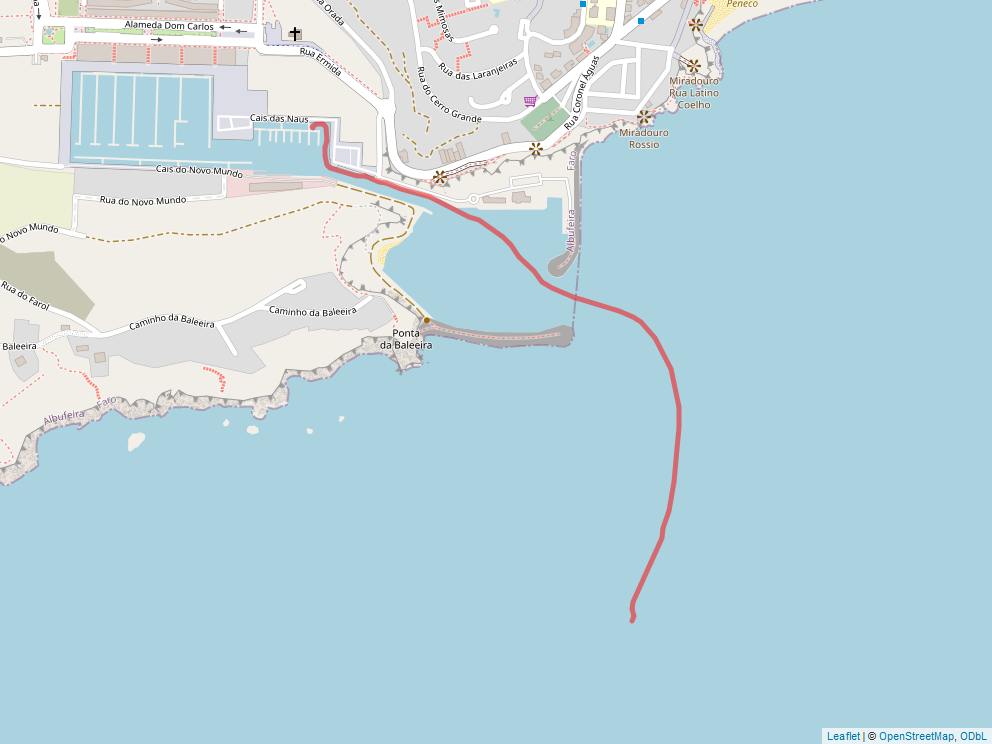 Peneco
Alameda Dom Carlos
a Orada
as Mimosas
Rua Ermida
Rua das Laranjeiras
Rua do Cerro Grande
Rua Coronel Águas
Miradouro
Rua Latino
Coelho
Miradouro
Rossio
Cais das Naus
Cais do Novo Mundo
Faro
Albufeira
Rua do Novo Mundo
o Novo Mundo
Rua do Farol
Caminho da Baleeira
Caminho da Baleeira
Ponta
da Baleeira
Baleeira
Albufeira
Faro
Leaflet | © OpenStreetMap, ODbL